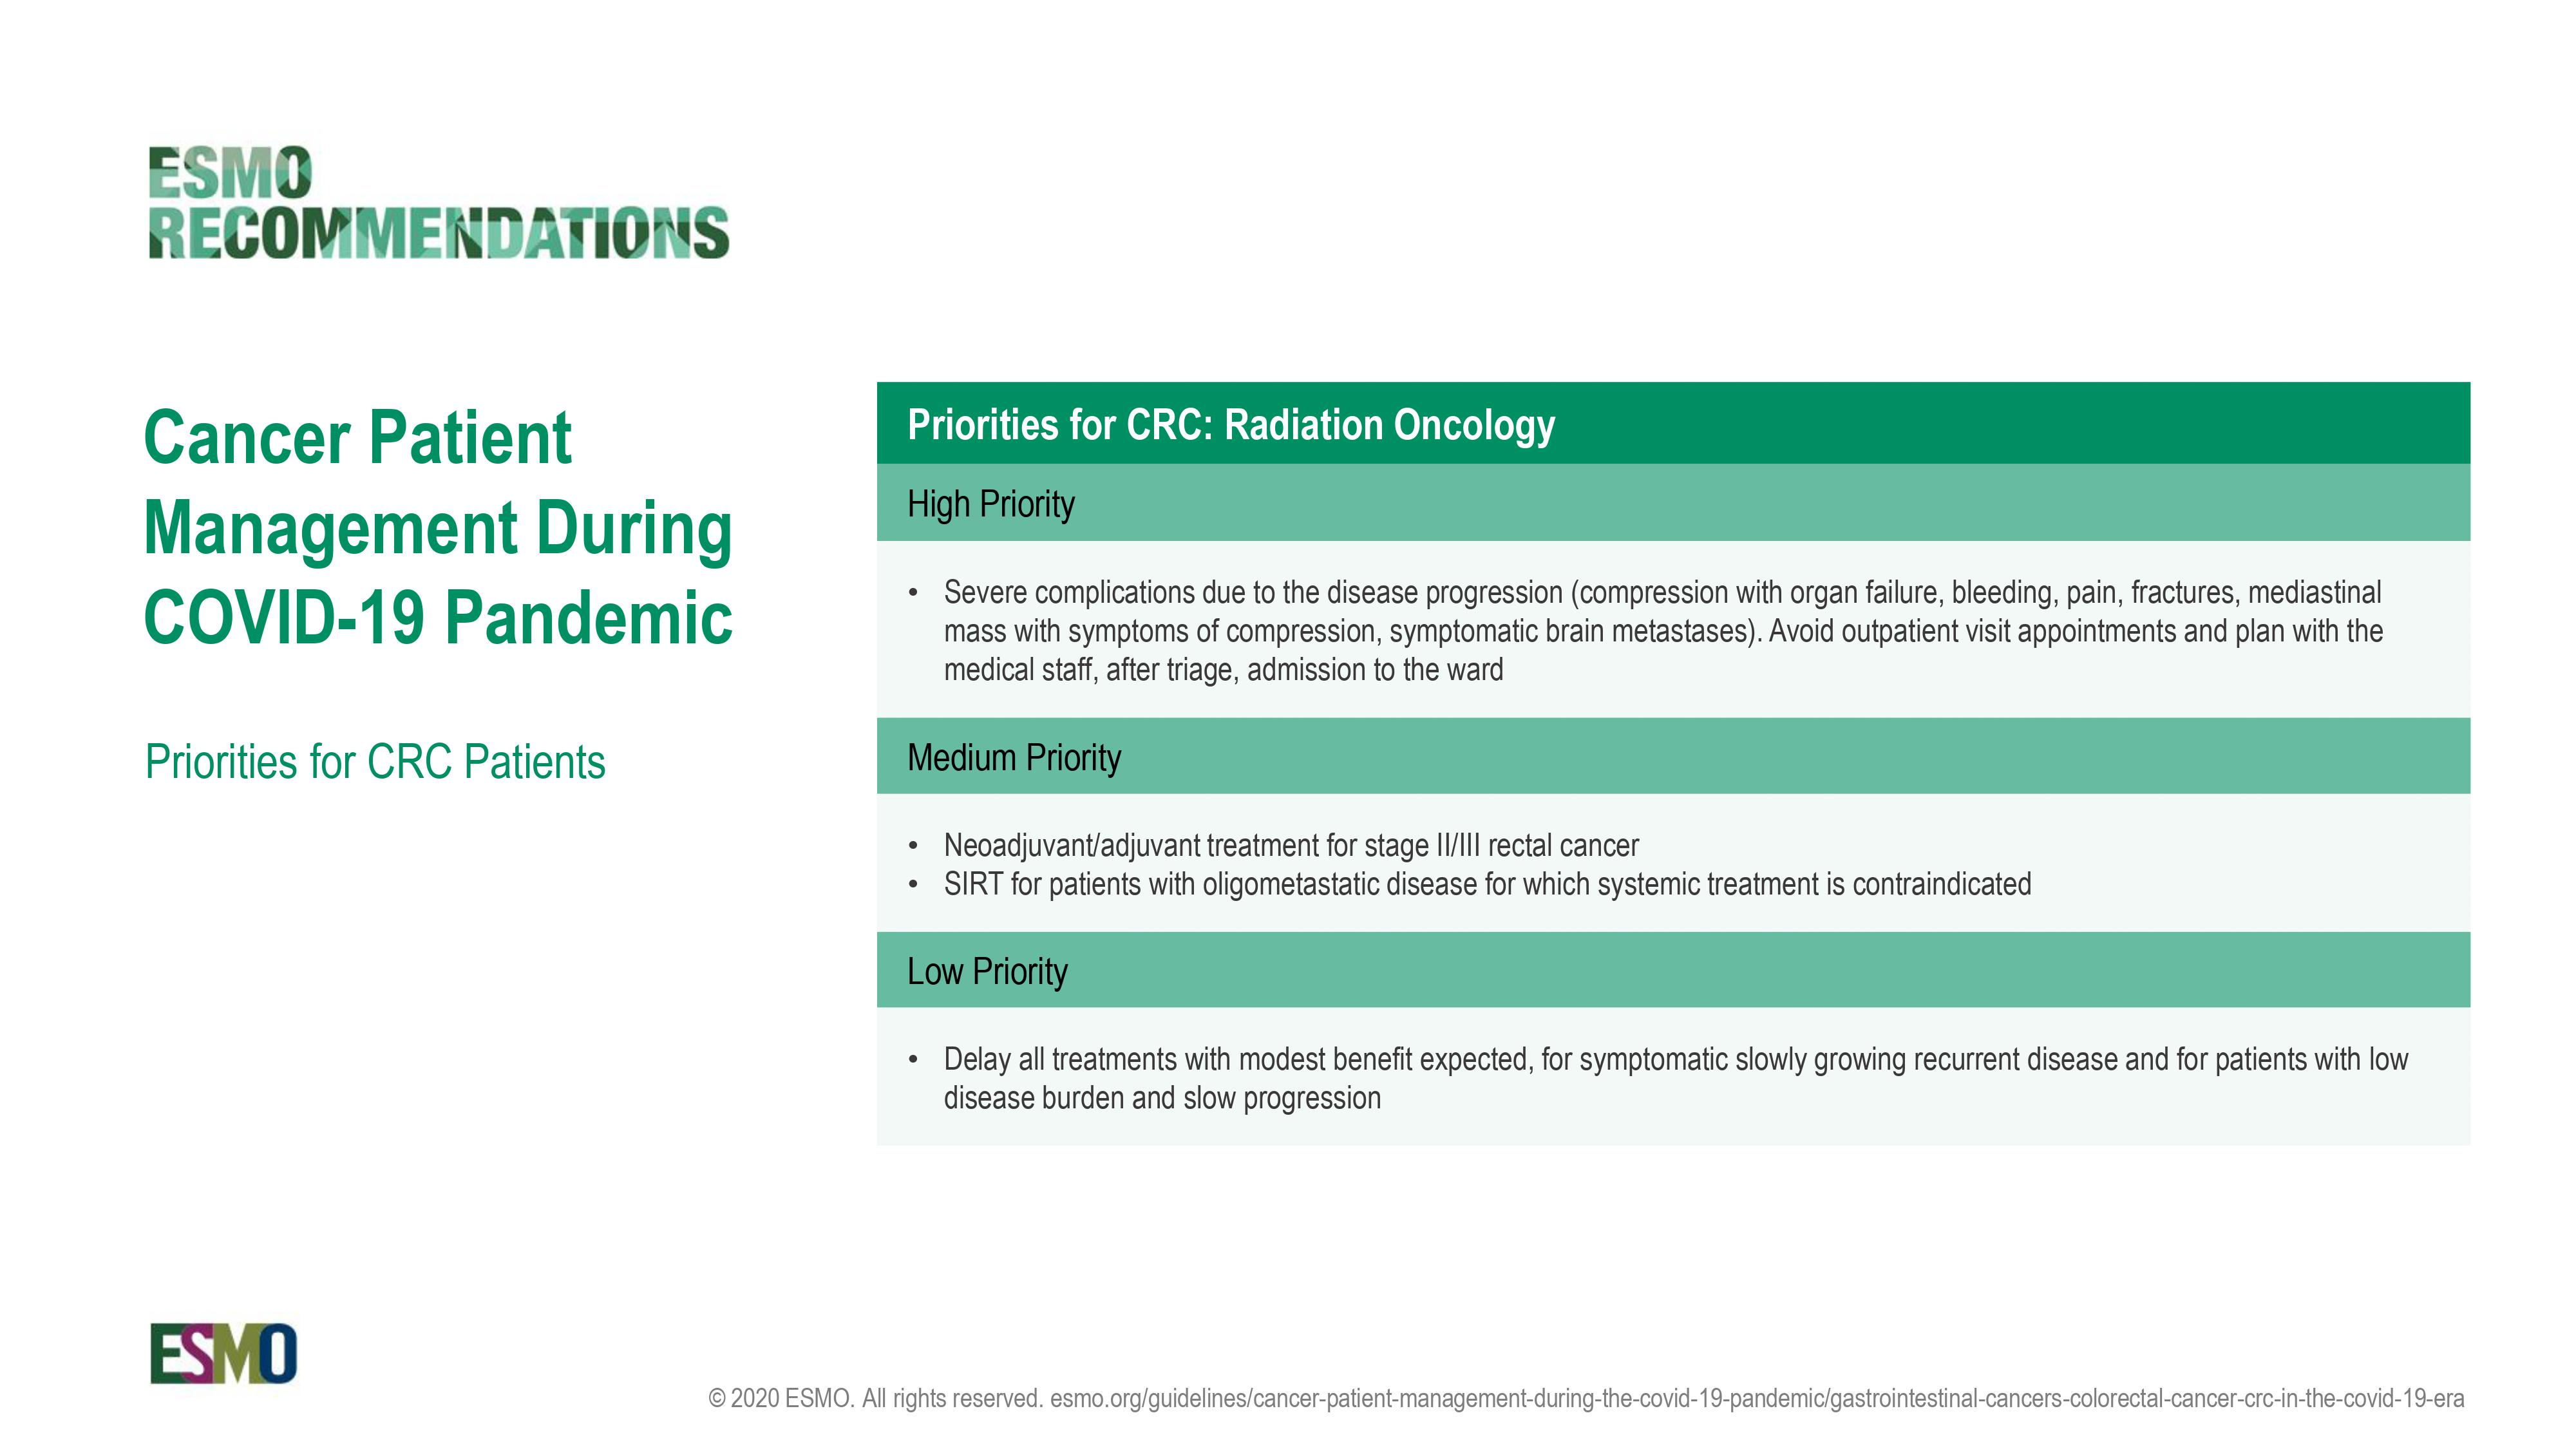 ESMO
RECOMMENDATIONS
Cancer Patient
Management During
COVID-19 Pandemic
Priorities for CRC Patients
Priorities for CRC: Radiation Oncology
High Priority
• Severe complications due to the disease progression (compression with organ failure, bleeding, pain, fractures, mediastinal
mass with symptoms of compression, symptomatic brain metastases). Avoid outpatient visit appointments and plan with the
medical staff, after triage, admission to the ward
Medium Priority
• Neoadjuvant/adjuvant treatment for stage II/III rectal cancer
• SIRT for patients with oligometastatic disease for which systemic treatment is contraindicated
Low Priority
• Delay all treatments with modest benefit expected, for symptomatic slowly growing recurrent disease and for patients with low
disease burden and slow progression
ESMO
© 2020 ESMO. All rights reserved. esmo.org/guidelines/cancer-patient-management-during-the-covid-19-pandemic/gastrointestinal-cancers-colorectal-cancer-crc-in-the-covid-19-era